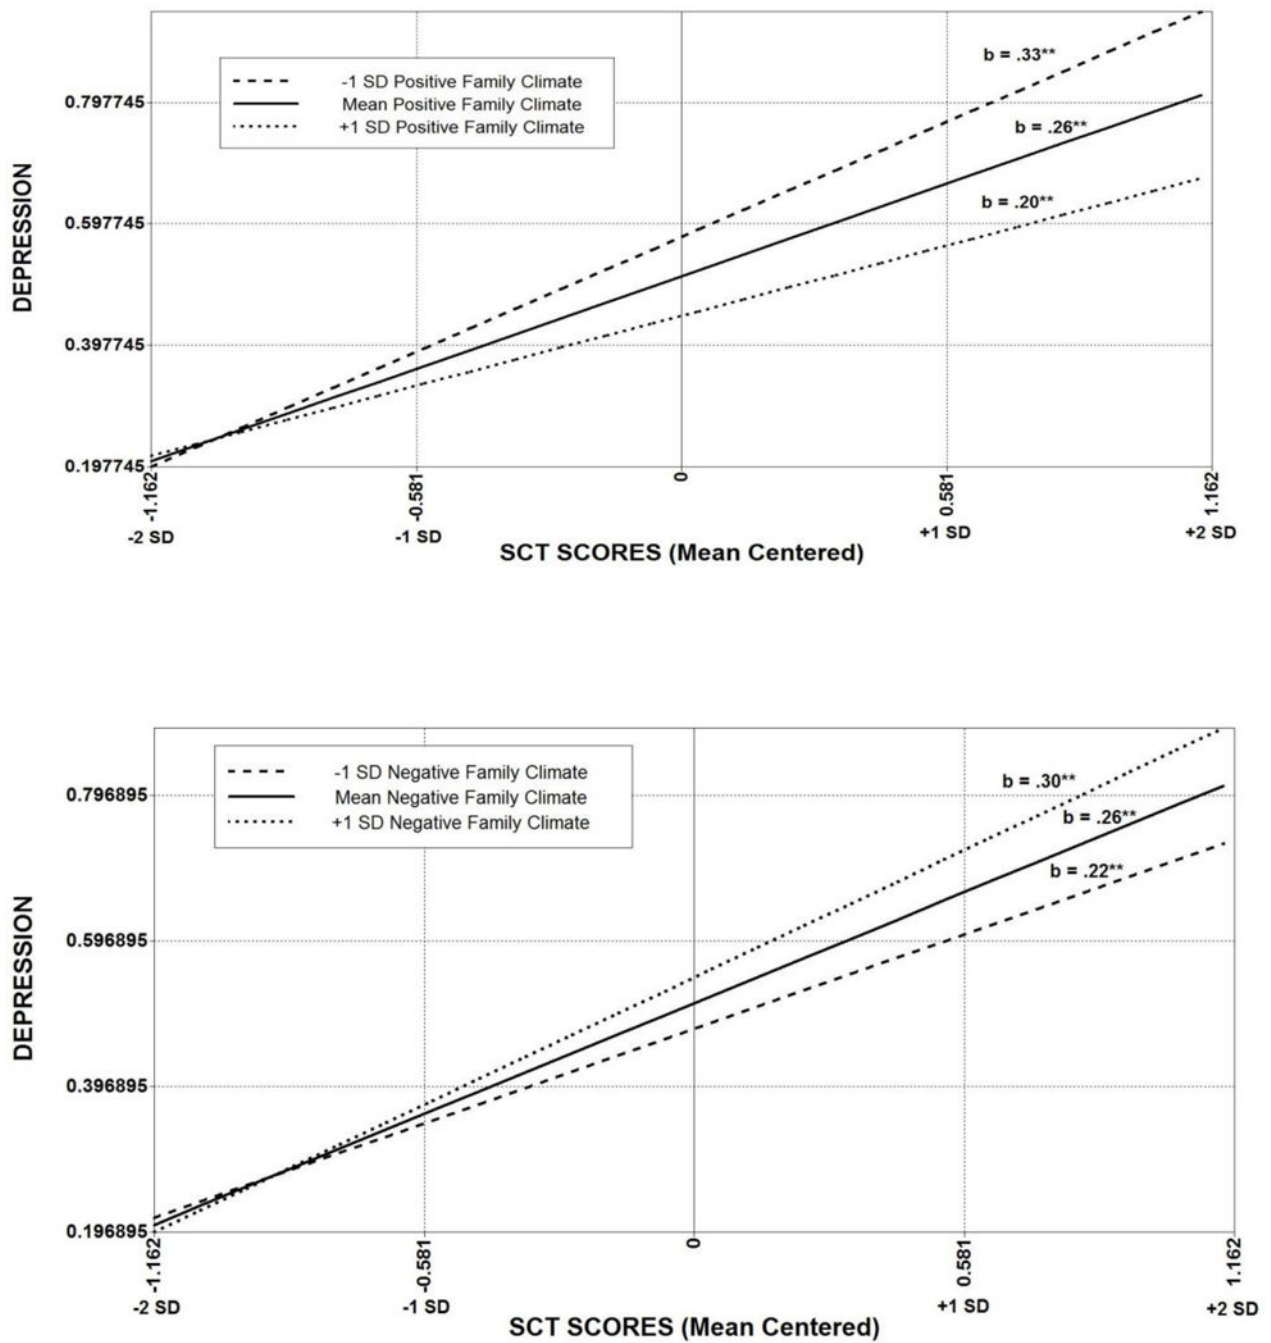 b = .33**
-1 SD Positive Family Climate
Mean Positive Family Climate
+1 SD Positive Family Climate
0.797745
b = .26**
b = .20**
0.597745
DEPRESSION
0.397745
0.197745
-1.162
-0.581
0
0.581
1.162
-2 SD
-1 SD
+1 SD
+2 SD
SCT SCORES (Mean Centered)
-1 SD Negative Family Climate
Mean Negative Family Climate
+1 SD Negative Family Climate
b = .30**
0.796895
b = .26**
b = .22**
0.596895
DEPRESSION
0.396895
0.196895
-1.162
-0.581
0
0.581
1.162
-2 SD
-1 SD
+1 SD
+2 SD
SCT SCORES (Mean Centered)